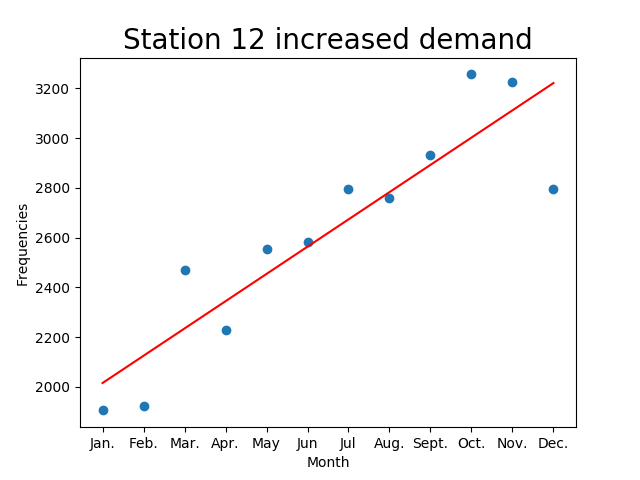 Station 12 increased demand
3200
3000
2800
2600
2400
2200
2000
Frequencies
Jan. Feb. Mar. Apr. May Jun Jul Aug. Sept. Oct. Nov. Dec.
Month